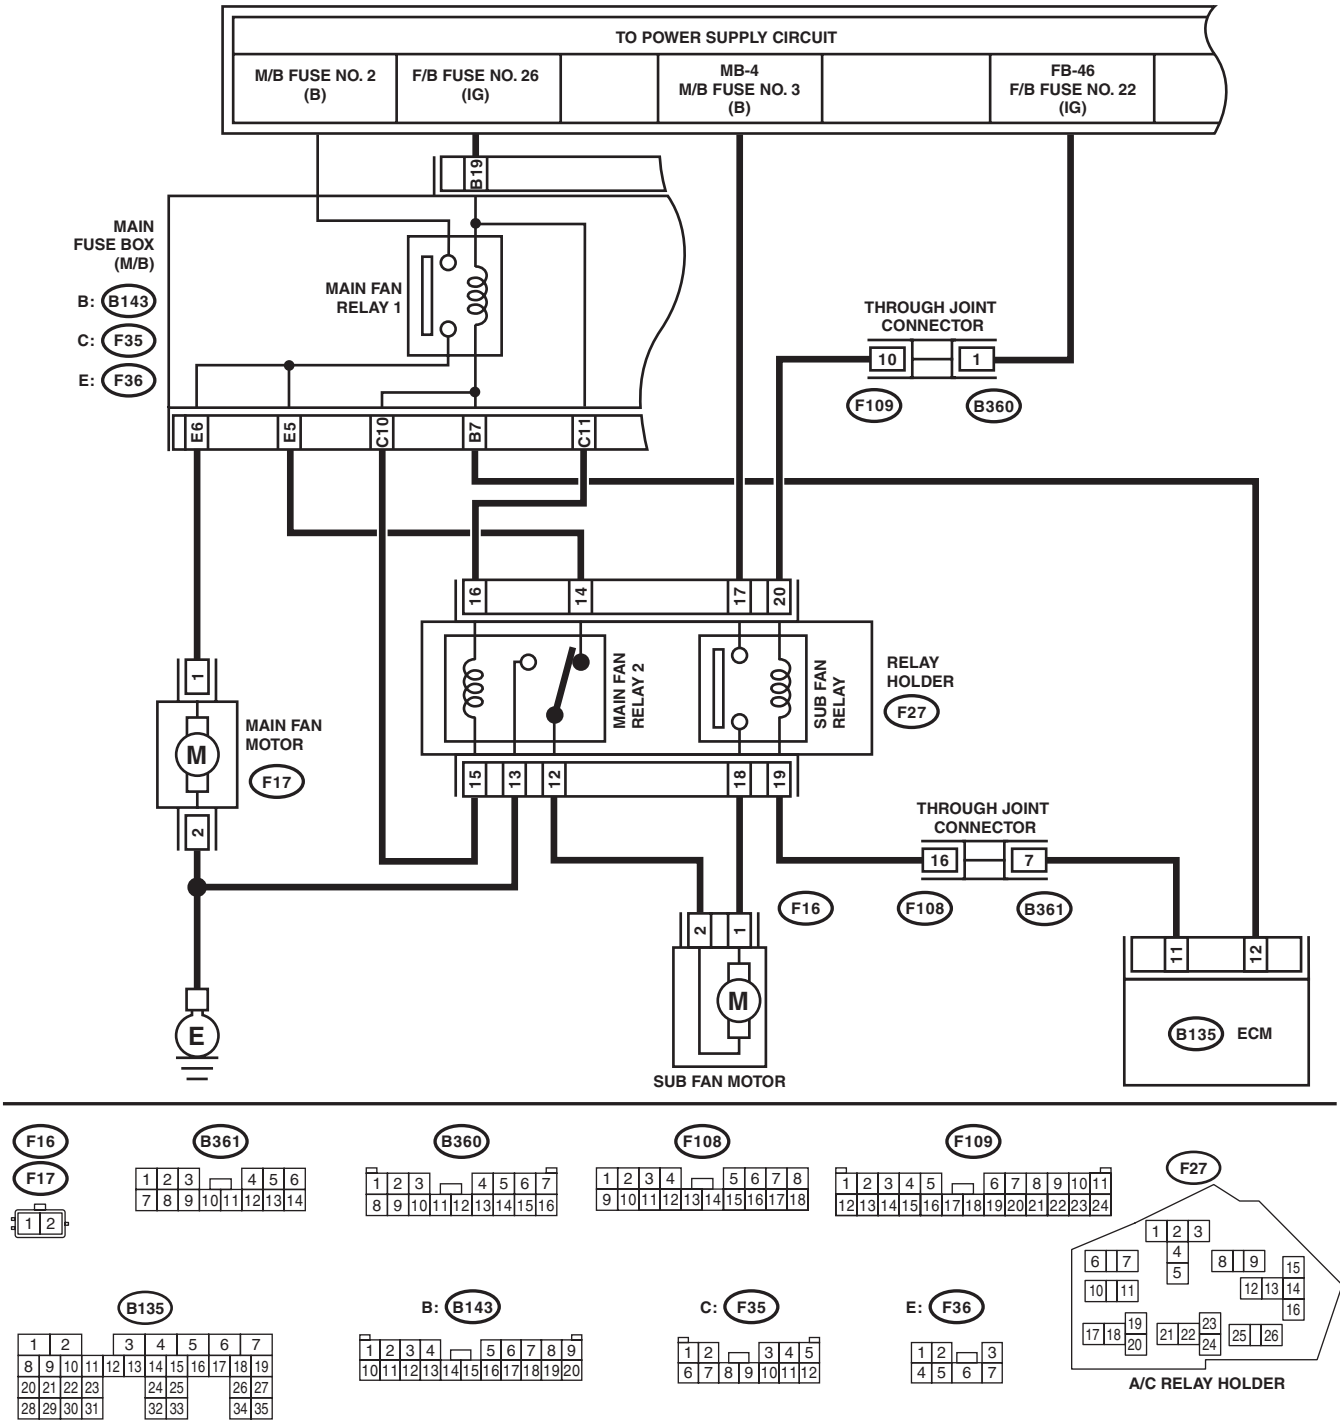 TO POWER SUPPLY CIRCUIT
M/B FUSE NO. 2
(B)
F/B FUSE NO. 26
(IG)
MB-4
M/B FUSE NO. 3
(B)
FB-46
F/B FUSE NO. 22
(IG)
B19
MAIN
FUSE BOX
(M/B)
B: B143
C: F35
E: F36
MAIN FAN
RELAY 1
THROUGH JOINT
CONNECTOR
10 1
F109 B360
E6 E5 C10 B7 C11
16 14 17 20
MAIN FAN
RELAY 2
SUB FAN
RELAY
RELAY
HOLDER
F27
1
M
MAIN FAN
MOTOR
F17
2
15 13 12 18 19
THROUGH JOINT
CONNECTOR
16 7
F16 F108 B361
2 1
M
SUB FAN MOTOR
11 12
B135 ECM
E
F16
F17
1 2
B361
1 2 3 4 5 6
7 8 9 10 11 12 13 14
B360
1 2 3 4 5 6 7
8 9 10 11 12 13 14 15 16
F108
1 2 3 4 5 6 7 8
9 10 11 12 13 14 15 16 17 18
F109
1 2 3 4 5 6 7 8 9 10 11
12 13 14 15 16 17 18 19 20 21 22 23 24
F27
1 2 3
4
5
6 7
8 9
10 11
15
12 13 14
16
17 18 19
20
21 22 23
24
25 26
A/C RELAY HOLDER
B135
1 2 3 4 5 6 7
8 9 10 11 12 13 14 15 16 17 18 19
20 21 22 23 24 25 26 27
28 29 30 31 32 33 34 35
B: B143
1 2 3 4 5 6 7 8 9
10 11 12 13 14 15 16 17 18 19 20
C: F35
1 2 3 4 5
6 7 8 9 10 11 12
E: F36
1 2 3
4 5 6 7